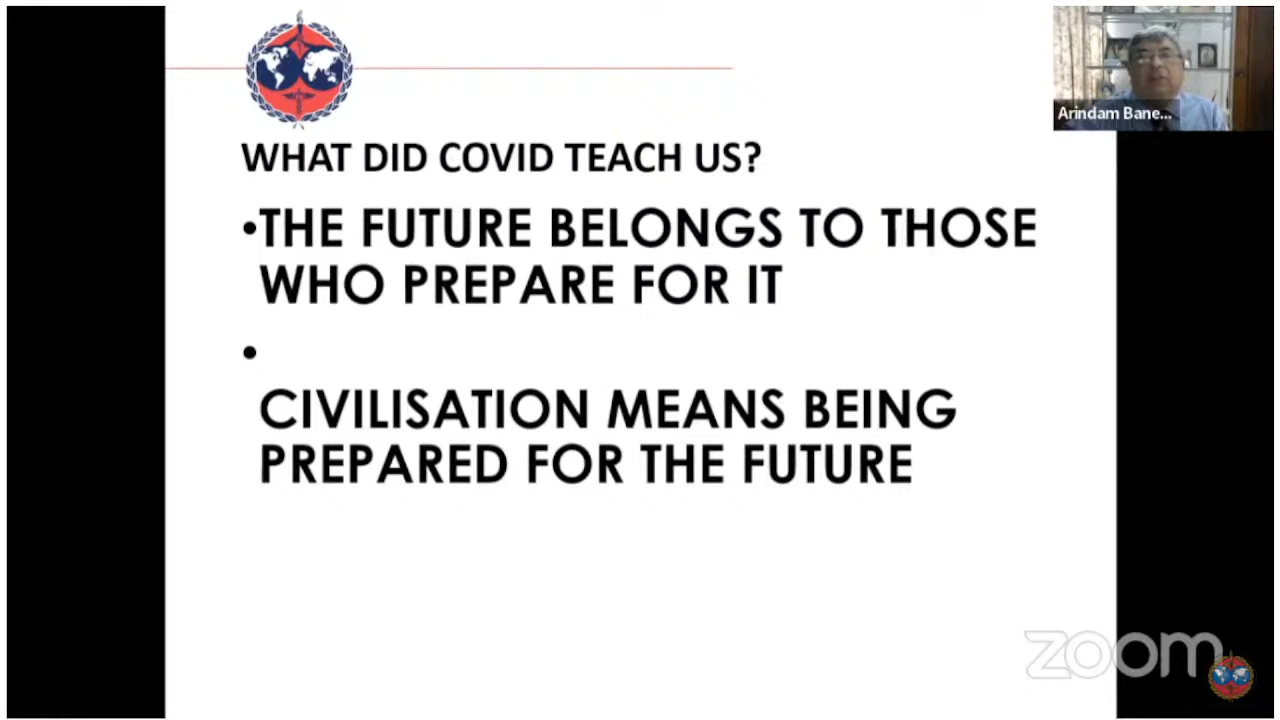 Arindam Bane...
WHAT DID COVID TEACH US?
•THE FUTURE BELONGS TO THOSE
WHO PREPARE FOR IT
•
CIVILISATION MEANS BEING
PREPARED FOR THE FUTURE
zoom